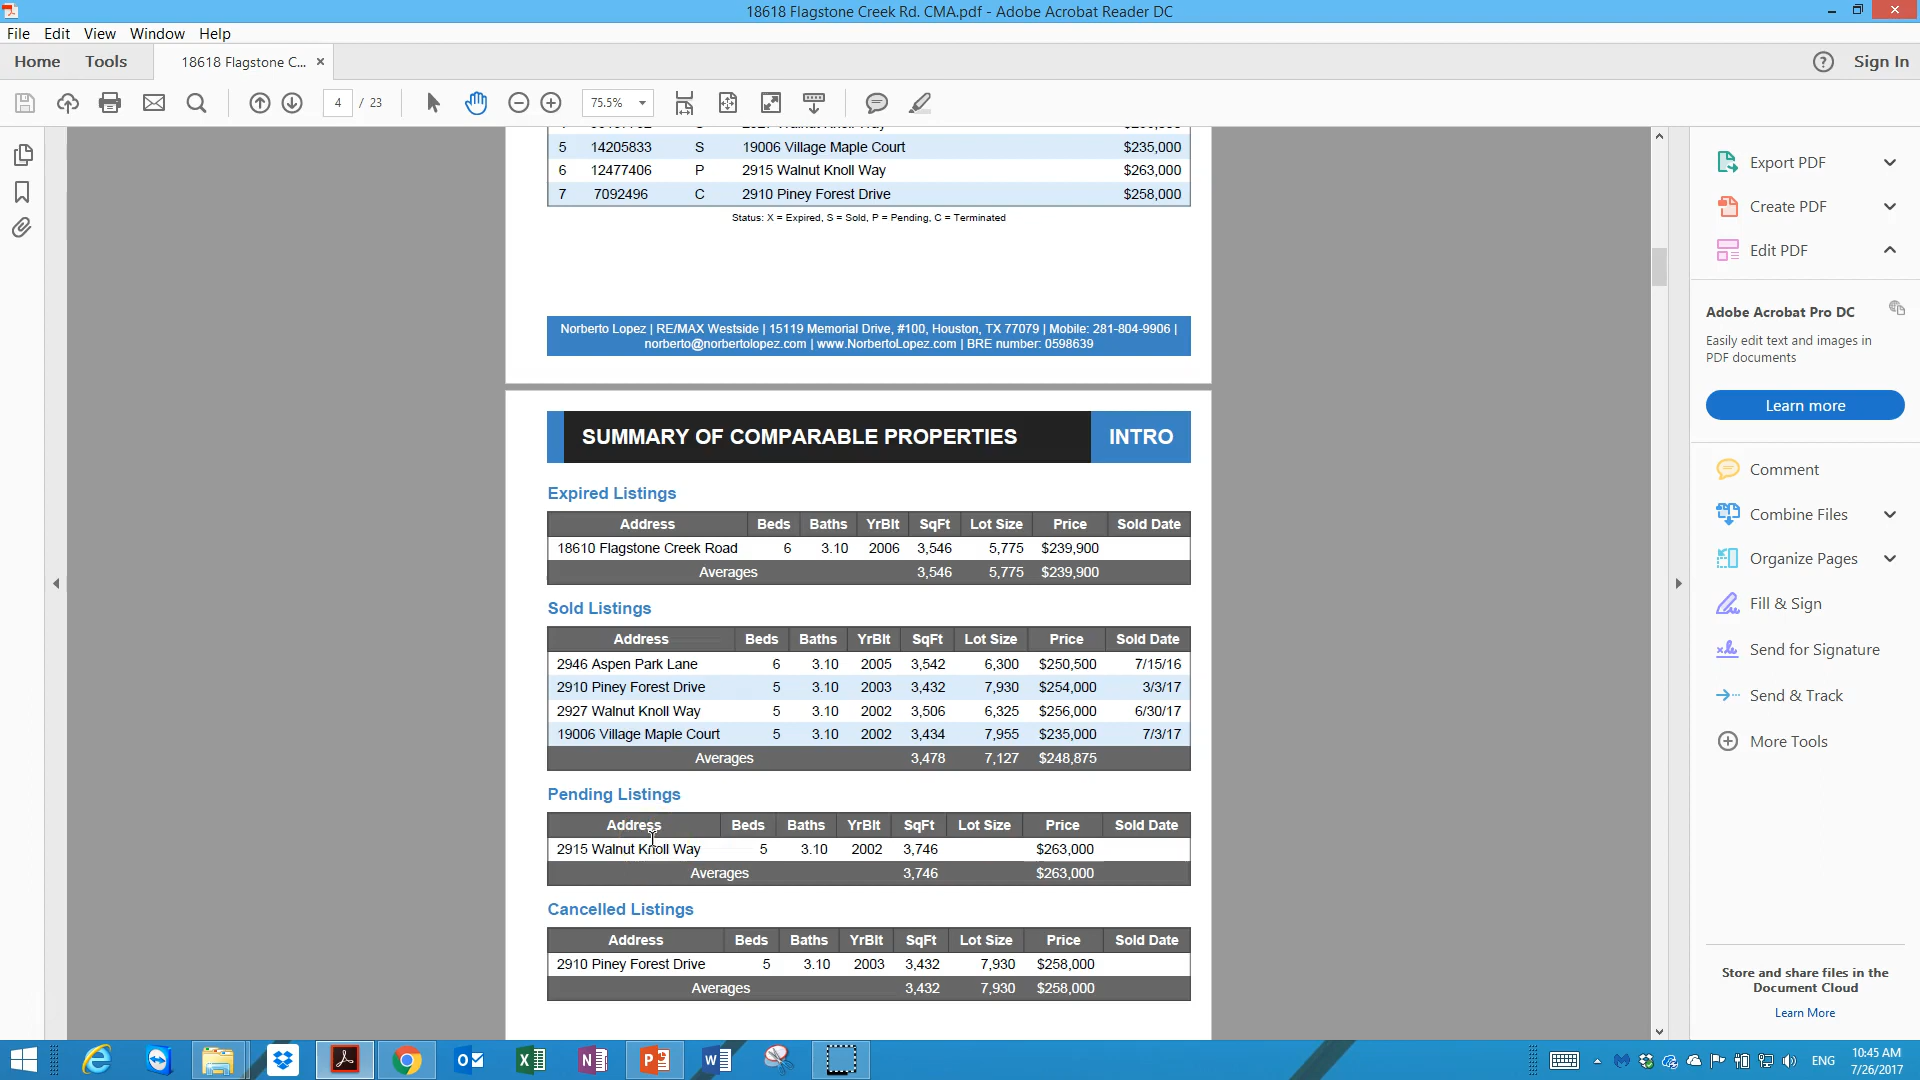 18618 Flagstone Creek Rd. CMA.pdf - Adobe Acrobat Reader DC
File Edit View Window Help
Home Tools 18618 Flagstone C... × Sign In
4 / 23 75.5%
5 14205833 S 19006 Village Maple Court $235,000
6 12477406 P 2915 Walnut Knoll Way $263,000
7 7092496 C 2910 Piney Forest Drive $258,000
Status: X = Expired, S = Sold, P = Pending, C = Terminated
Norberto Lopez | RE/MAX Westside | 15119 Memorial Drive, #100, Houston, TX 77079 | Mobile: 281-804-9906 |
norberto@norbertolopez.com | www.NorbertoLopez.com | BRE number: 0598639
SUMMARY OF COMPARABLE PROPERTIES INTRO
Expired Listings
Address Beds Baths YrBlt SqFt Lot Size Price Sold Date
18610 Flagstone Creek Road 6 3.10 2006 3,546 5,775 $239,900
Averages 3,546 5,775 $239,900
Sold Listings
Address Beds Baths YrBlt SqFt Lot Size Price Sold Date
2946 Aspen Park Lane 6 3.10 2005 3,542 6,300 $250,500 7/15/16
2910 Piney Forest Drive 5 3.10 2003 3,432 7,930 $254,000 3/3/17
2927 Walnut Knoll Way 5 3.10 2002 3,506 6,325 $256,000 6/30/17
19006 Village Maple Court 5 3.10 2002 3,434 7,955 $235,000 7/3/17
Averages 3,478 7,127 $248,875
Pending Listings
Address Beds Baths YrBlt SqFt Lot Size Price Sold Date
2915 Walnut Knoll Way 5 3.10 2002 3,746 $263,000
Averages 3,746 $263,000
Cancelled Listings
Address Beds Baths YrBlt SqFt Lot Size Price Sold Date
2910 Piney Forest Drive 5 3.10 2003 3,432 7,930 $258,000
Averages 3,432 7,930 $258,000
Export PDF
Create PDF
Edit PDF
Adobe Acrobat Pro DC
Easily edit text and images in
PDF documents
Learn more
Comment
Combine Files
Organize Pages
Fill & Sign
Send for Signature
Send & Track
More Tools
Store and share files in the
Document Cloud
Learn More
ENG
10:45 AM
7/26/2017